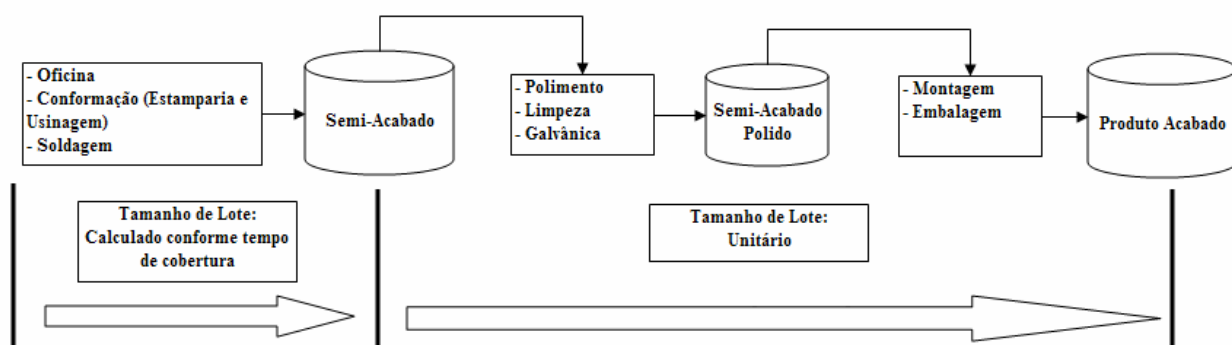 - Oficina
- Conformação (Estamparia e
Usinagem)
- Soldagem
Semi-Acabado
- Polimento
- Limpeza
- Galvânica
Semi-Acabado
Polido
- Montagem
- Embalagem
Produto Acabado
Tamanho de Lote:
Calculado conforme tempo
de cobertura
Tamanho de Lote:
Unitário